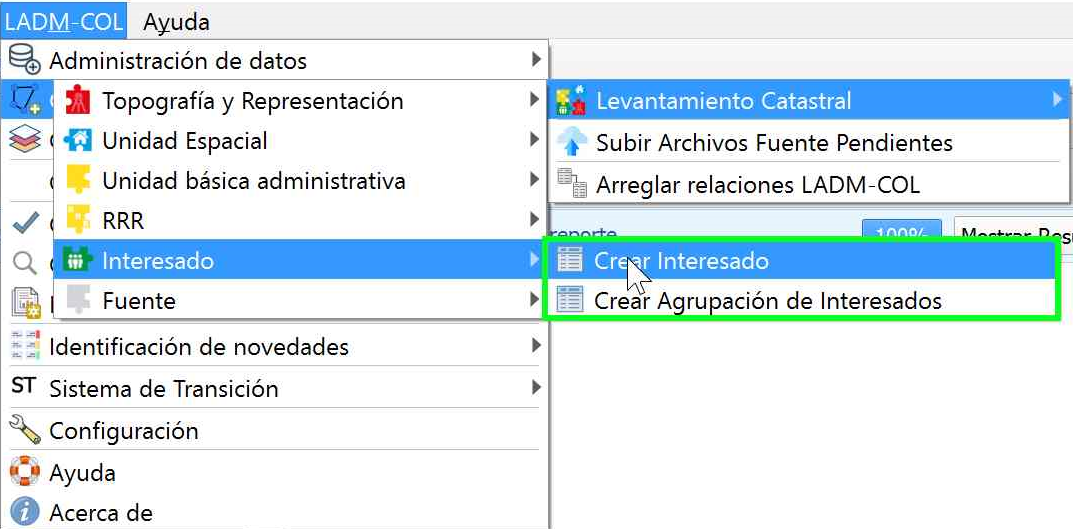 LADM-COL Ayuda
Administración de datos
Topografía y Representación
Levantamiento Catastral
Unidad Espacial
Subir Archivos Fuente Pendientes
Unidad básica administrativa
Arreglar relaciones LADM-COL
RRR
reporte
100%
Mostrar
Interesado
Crear Interesado
Fuente
Crear Agrupación de Interesados
Identificación de novedades
ST Sistema de Transición
Configuración
Ayuda
Acerca de